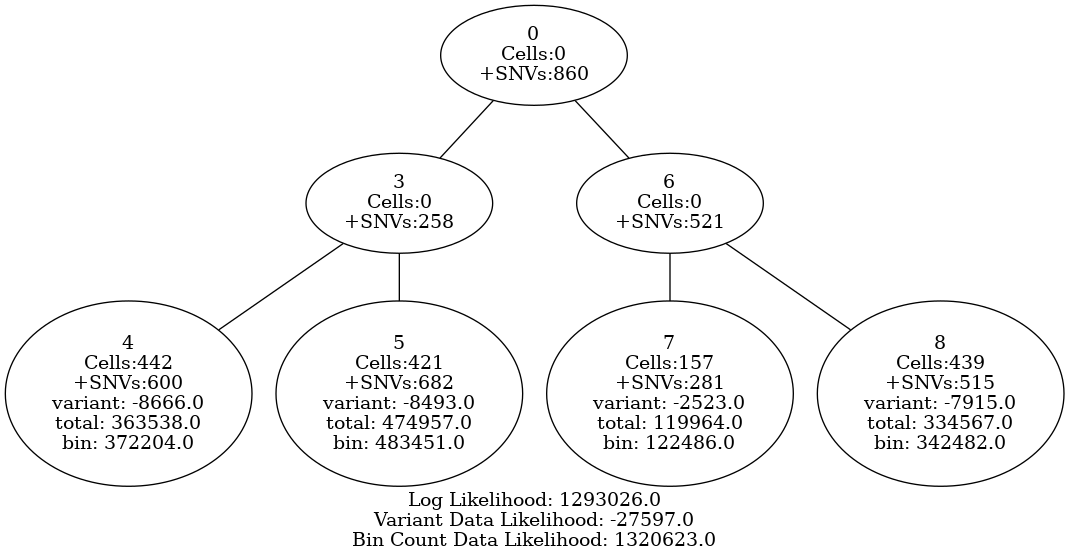 0
Cells:0
+SNVs:860
3
Cells:0
+SNVs:258
6
Cells:0
+SNVs:521
4
Cells:442
+SNVs:600
variant: -8666.0
total: 363538.0
bin: 372204.0
5
Cells:421
+SNVs:682
variant: -8493.0
total: 474957.0
bin: 483451.0
7
Cells:157
+SNVs:281
variant: -2523.0
total: 119964.0
bin: 122486.0
8
Cells:439
+SNVs:515
variant: -7915.0
total: 334567.0
bin: 342482.0
Log Likelihood: 1293026.0
Variant Data Likelihood: -27597.0
Bin Count Data Likelihood: 1320623.0